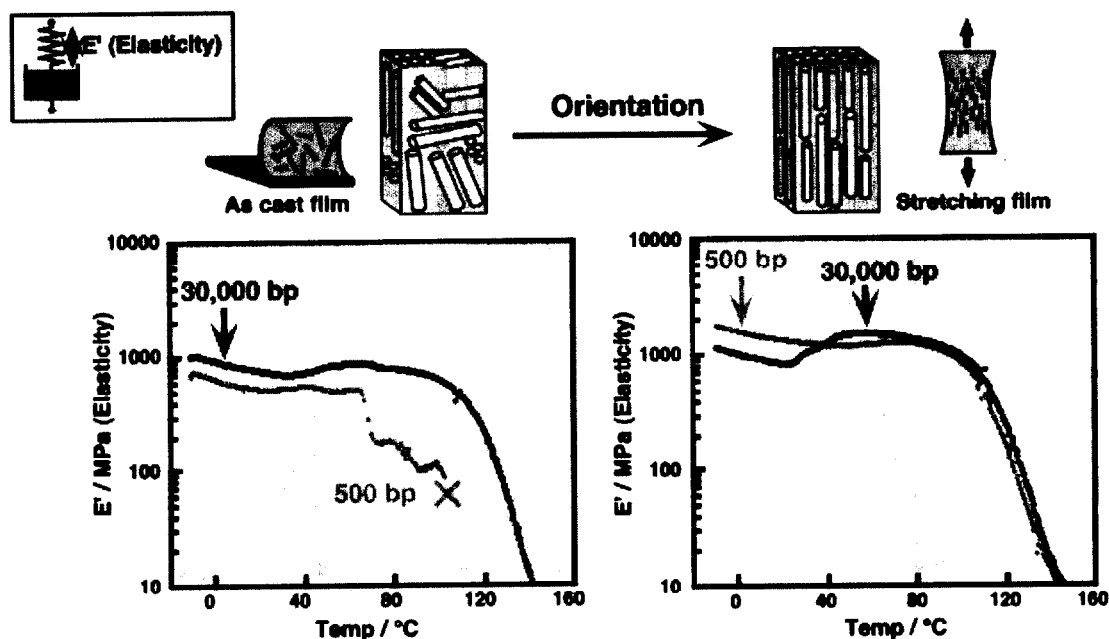 E' (Elasticity)
Orientation
As cast film
Stretching film
10000
1000
100
10
30,000 bp
500 bp
E' / MPa (Elasticity)
0 40 80 120 160
Temp / °C
10000
1000
100
10
500 bp
30,000 bp
E' / MPa (Elasticity)
0 40 80 120 160
Temp / °C